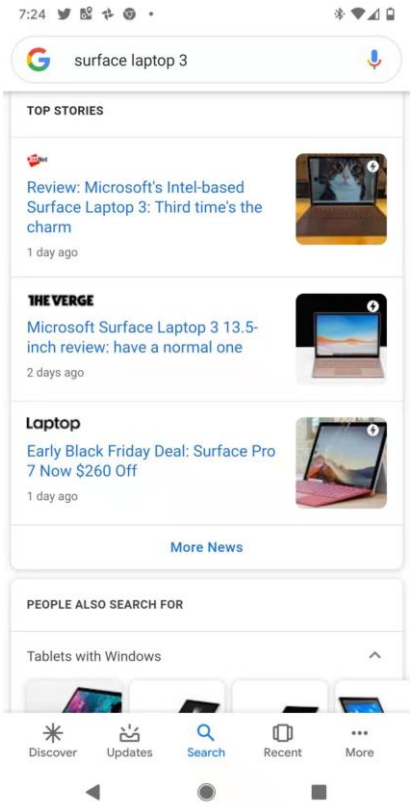 7:24
surface laptop 3
TOP STORIES
Review: Microsoft's Intel-based
Surface Laptop 3: Third time's the
charm
1 day ago
THE VERGE
Microsoft Surface Laptop 3 13.5-
inch review: have a normal one
2 days ago
Laptop
Early Black Friday Deal: Surface Pro
7 Now $260 Off
1 day ago
More News
PEOPLE ALSO SEARCH FOR
Tablets with Windows
Discover
Updates
Search
Recent
More